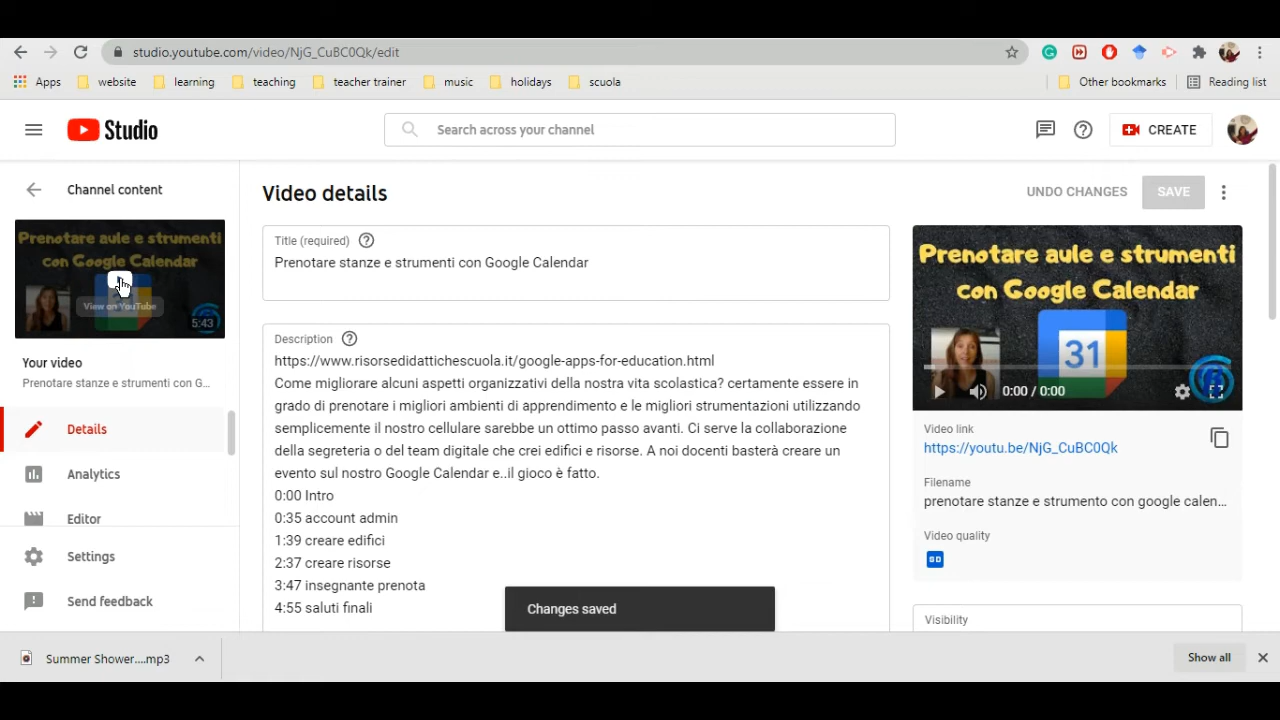 studio.youtube.com/video/NjG_CuBC0Qk/edit
Apps website learning teaching teacher trainer music holidays scuola Other bookmarks Reading list
Studio Search across your channel CREATE
Channel content
Prenotare aule e strumenti
con Google Calendar
View on YouTube
5:43
Your video
Prenotare stanze e strumenti con G...
Details
Analytics
Editor
Settings
Send feedback
Video details
UNDO CHANGES SAVE
Title (required)
Prenotare stanze e strumenti con Google Calendar
Description
https://www.risorsedidattichescuola.it/google-apps-for-education.html
Come migliorare alcuni aspetti organizzativi della nostra vita scolastica? certamente essere in
grado di prenotare i migliori ambienti di apprendimento e le migliori strumentazioni utilizzando
semplicemente il nostro cellulare sarebbe un ottimo passo avanti. Ci serve la collaborazione
della segreteria o del team digitale che crei edifici e risorse. A noi docenti basterà creare un
evento sul nostro Google Calendar e..il gioco è fatto.
0:00 Intro
0:35 account admin
1:39 creare edifici
2:37 creare risorse
3:47 insegnante prenota
4:55 saluti finali
Changes saved
Prenotare aule e strumenti
con Google Calendar
31
0:00 / 0:00
Video link
https://youtu.be/NjG_CuBC0Qk
Filename
prenotare stanze e strumento con google calen...
Video quality
SD
Visibility
Summer Shower....mp3
Show all